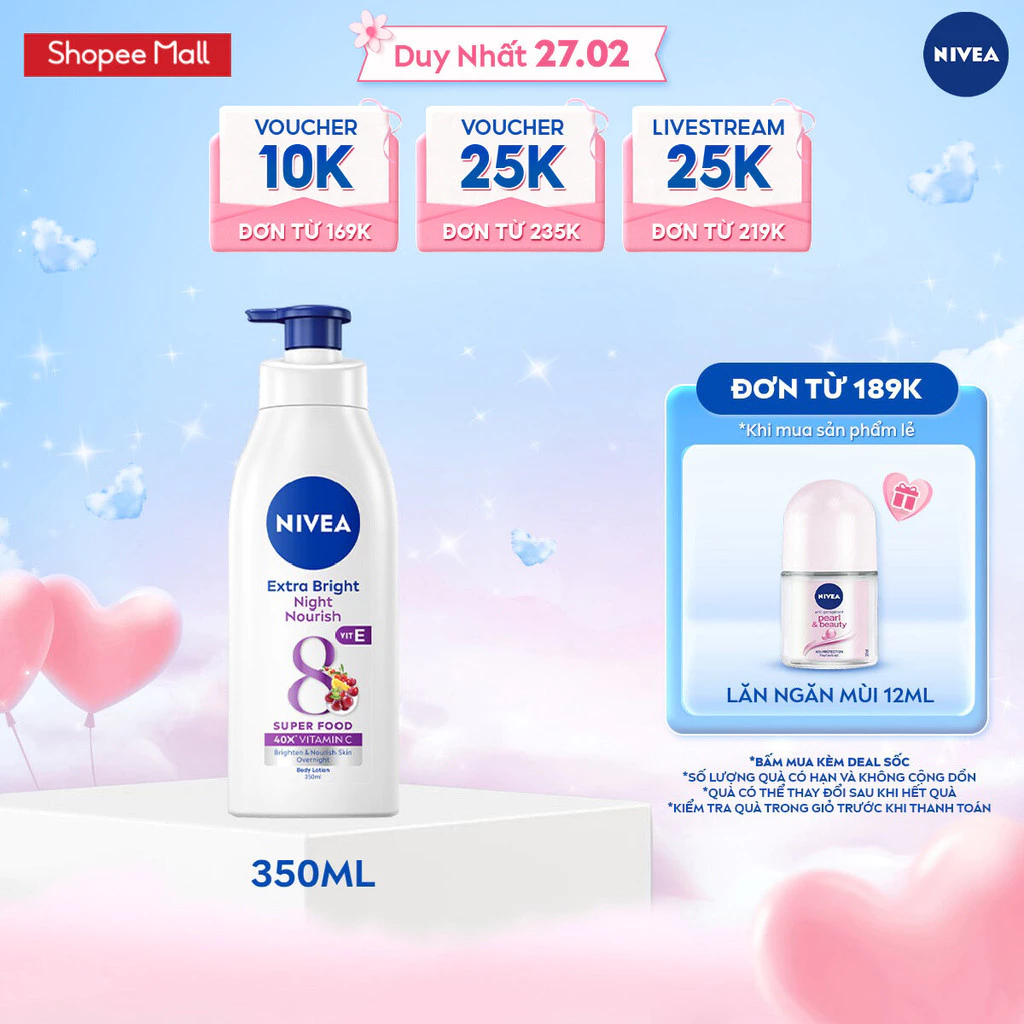 Shopee Mall
Duy Nhất 27.02
NIVEA
VOUCHER
10K
ĐƠN TỪ 169K
VOUCHER
25K
ĐƠN TỪ 235K
LIVESTREAM
25K
ĐƠN TỪ 219K
NIVEA
Extra Bright
Night
Nourish
VIT E
8
SUPER FOOD
40X* VITAMIN C
Brighten & Nourish Skin
Overnight
Body Lotion
350ml
350ML
ĐƠN TỪ 189K
*Khi mua sản phẩm lẻ
NIVEA
anti-perspirant
pearl
& beauty
48H PROTECTION
LĂN NGĂN MÙI 12ML
*BẤM MUA KÈM DEAL SỐC
*SỐ LƯỢNG QUÀ CÓ HẠN VÀ KHÔNG CỘNG DỒN
*QUÀ CÓ THỂ THAY ĐỔI SAU KHI HẾT QUÀ
*KIỂM TRA QUÀ TRONG GIỎ TRƯỚC KHI THANH TOÁN